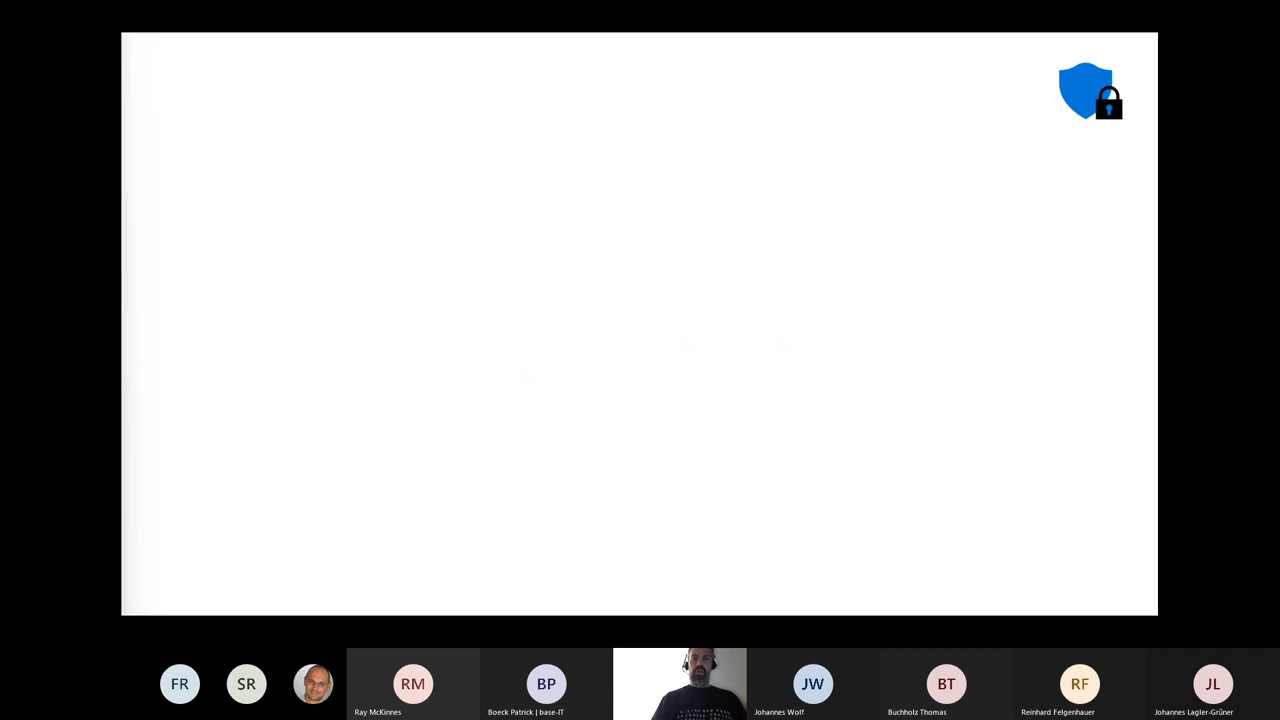 FR
SR
RM
BP
JW
BT
RF
JL
Ray McKinnes
Boeck Patrick | base-IT
Johannes Wolf
Buchholz Thomas
Reinhard Felgenhauer
Johannes Lagler-Grüner